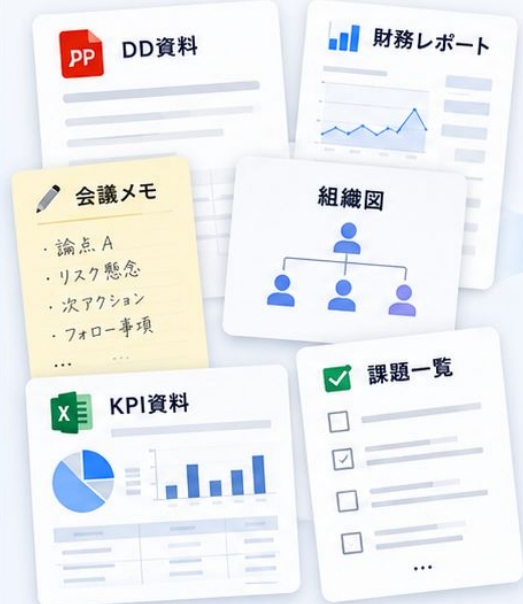 PP DD資料
財務レポート
会議メモ
・論点 A
・リスク懸念
・次アクション
・フォロー事項
... ...
組織図
X KPI資料
課題一覧
...